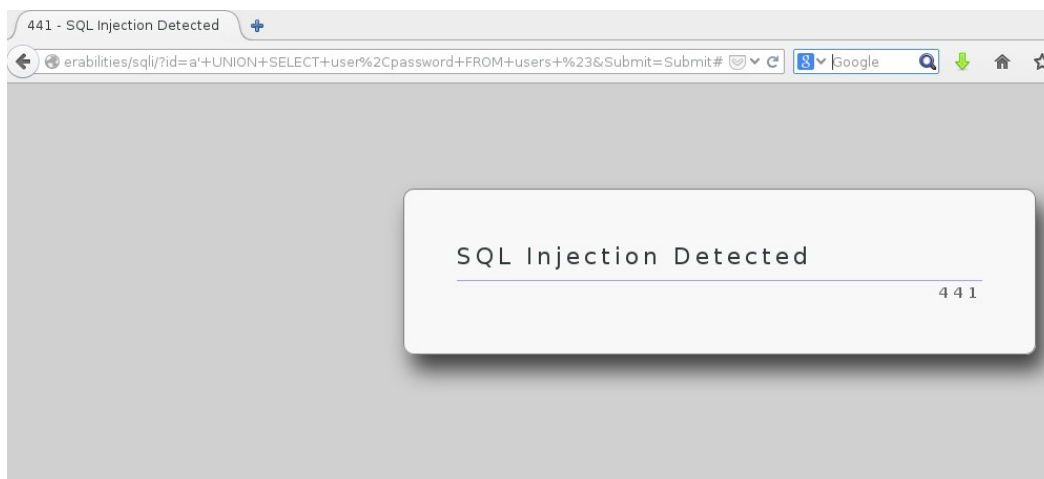 441 - SQL Injection Detected
erabilities/sqli/?id=a'+UNION+SELECT+user%2Cpassword+FROM+users+%23&Submit=Submit#
8 Google
SQL Injection Detected
441